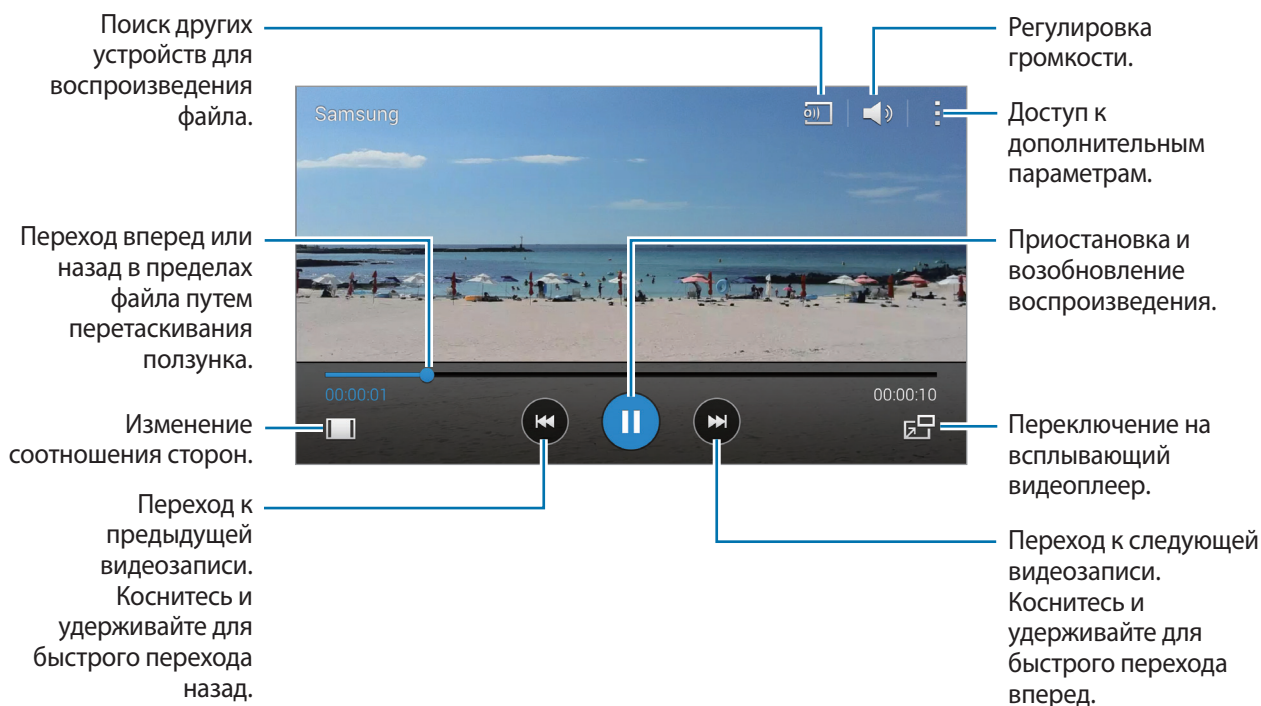 Поиск других
устройств для
воспроизведения
файла.
Регулировка
громкости.
Samsung
Доступ к
дополнительным
параметрам.
Переход вперед или
назад в пределах
файла путем
перетаскивания
ползунка.
Приостановка и
возобновление
воспроизведения.
00:00:01
00:00:10
Изменение
соотношения сторон.
Переключение на
всплывающий
видеоплеер.
Переход к
предыдущей
видеозаписи.
Коснитесь и
удерживайте для
быстрого перехода
назад.
Переход к следующей
видеозаписи.
Коснитесь и
удерживайте для
быстрого перехода
вперед.